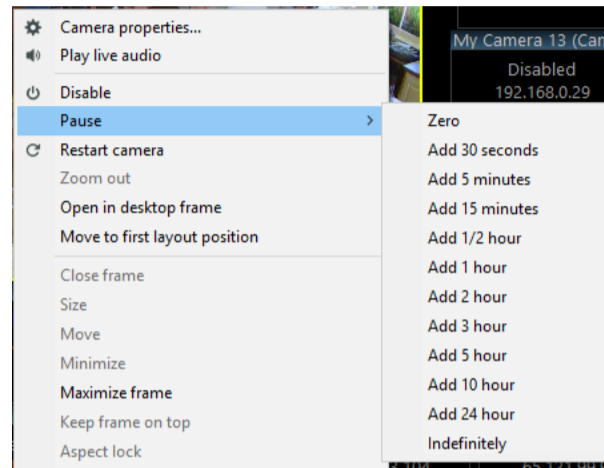 Camera properties...
Play live audio
Disable
Pause
Restart camera
Zoom out
Open in desktop frame
Move to first layout position
Close frame
Size
Move
Minimize
Maximize frame
Keep frame on top
Aspect lock
My Camera 13 (Cam
Disabled
192.168.0.29
Zero
Add 30 seconds
Add 5 minutes
Add 15 minutes
Add 1/2 hour
Add 1 hour
Add 2 hour
Add 3 hour
Add 5 hour
Add 10 hour
Add 24 hour
Indefinitely